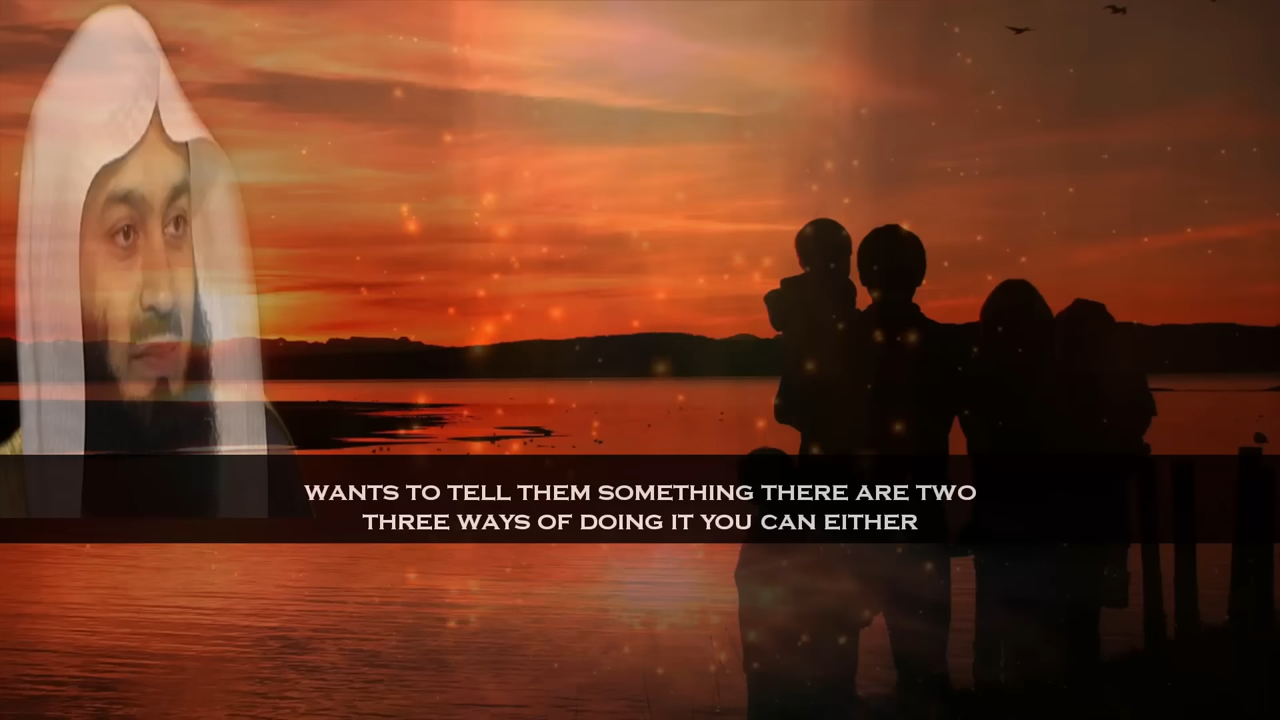 WANTS TO TELL THEM SOMETHING THERE ARE TWO
THREE WAYS OF DOING IT YOU CAN EITHER